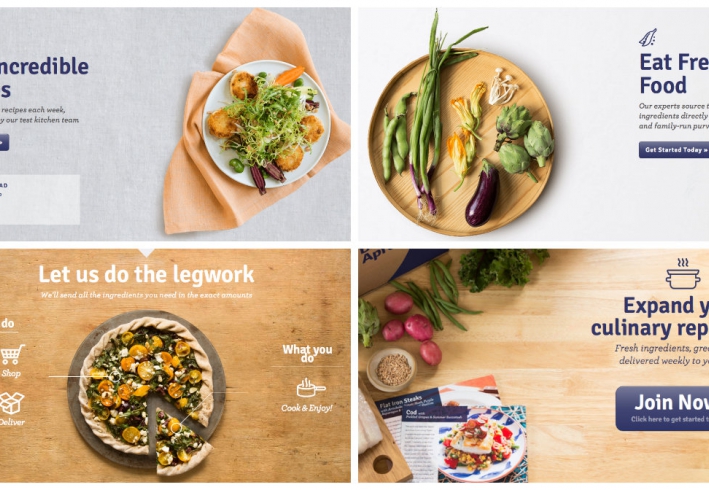 ncredible
s
recipes each week,
y our test kitchen team
AD
Eat Fre
Food
Our experts source t
ingredients directly
and family-run purv
Get Started Today »
Let us do the legwork
We'll send all the ingredients you need in the exact amounts
do
Shop
Deliver
What you
do
Cook & Enjoy!
Apr
Expand y
culinary rep
Fresh ingredients, grea
delivered weekly to yo
Join Now
Click here to get started t
Flat Iron Steaks
Cod